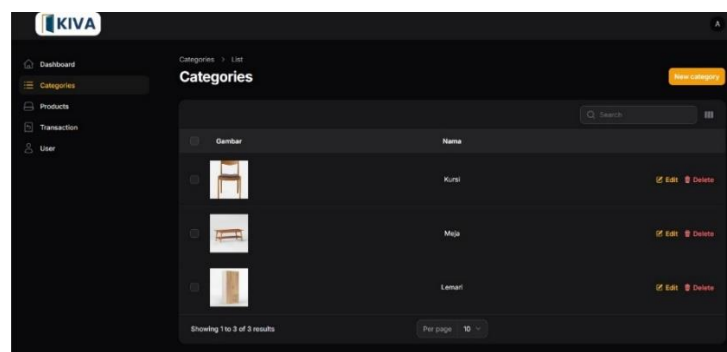 KIVA
A
Dashboard
Categories
Products
Transaction
User
Categories > List
Categories
New category
Search
Gambar Nama
Kursi Edit Delete
Meja Edit Delete
Lemari Edit Delete
Showing 1 to 3 of 3 results
Per page 10